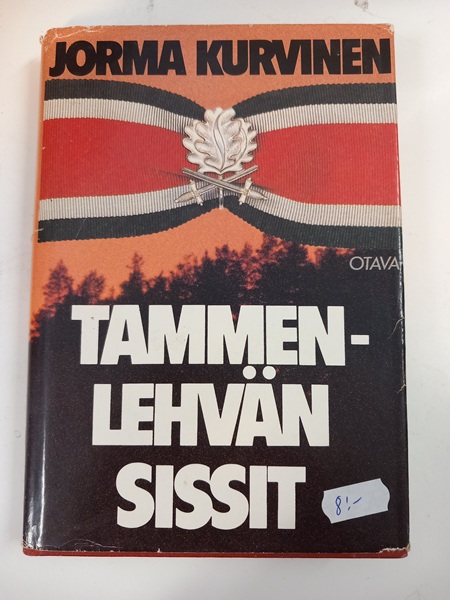 JORMA KURVINEN
OTAVA
TAMMEN-
LEHVÄN
SISSIT
8:-